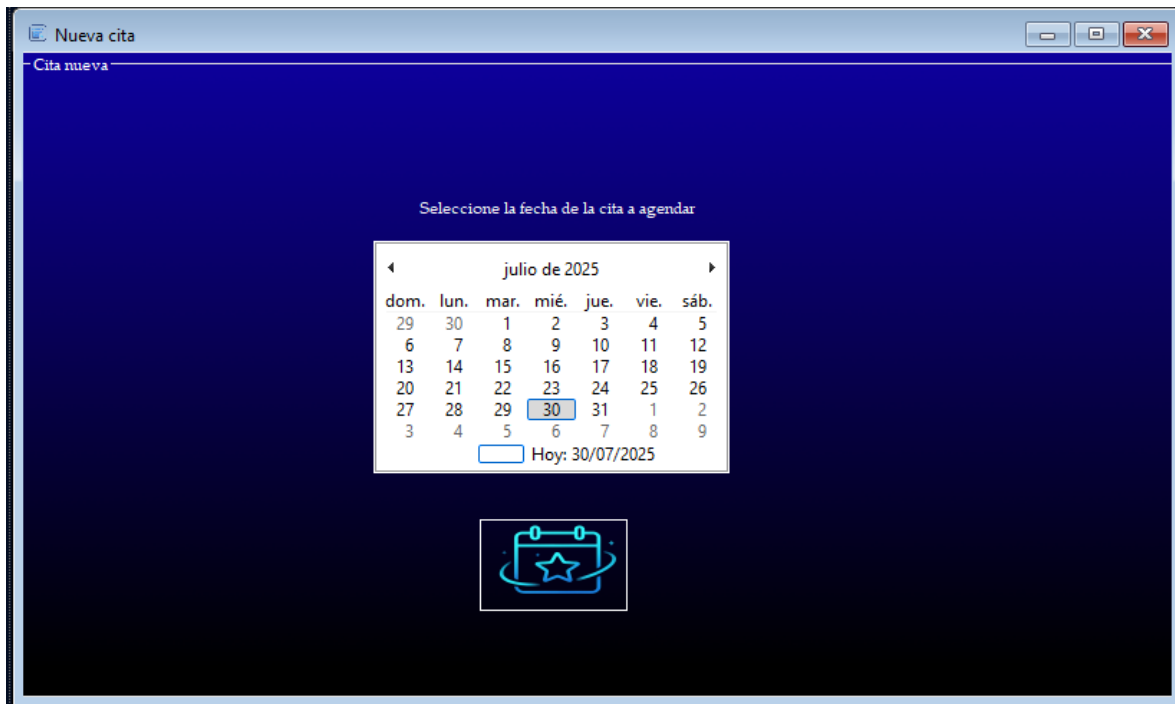 Nueva cita
Cita nueva
Seleccione la fecha de la cita a agendar
julio de 2025
dom. lun. mar. mié. jue. vie. sáb.
29 30 1 2 3 4 5
6 7 8 9 10 11 12
13 14 15 16 17 18 19
20 21 22 23 24 25 26
27 28 29 30 31 1 2
3 4 5 6 7 8 9
Hoy: 30/07/2025